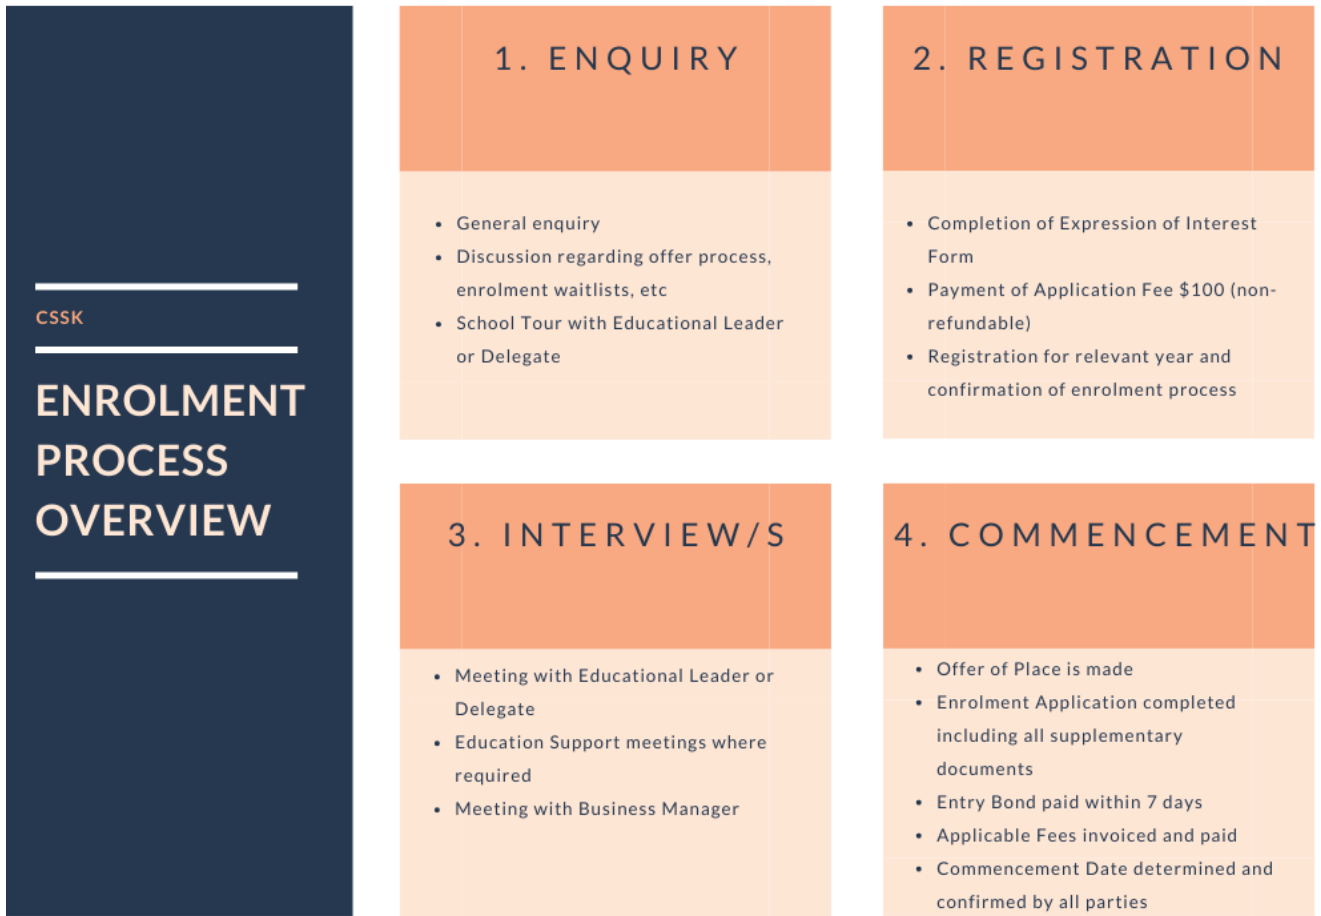 CSSK
ENROLMENT
PROCESS
OVERVIEW
1. ENQUIRY
• General enquiry
• Discussion regarding offer process,
enrolment waitlists, etc
• School Tour with Educational Leader
or Delegate
2. REGISTRATION
• Completion of Expression of Interest
Form
• Payment of Application Fee $100 (non-
refundable)
• Registration for relevant year and
confirmation of enrolment process
3. INTERVIEW/S
• Meeting with Educational Leader or
Delegate
• Education Support meetings where
required
• Meeting with Business Manager
4. COMMENCEMENT
• Offer of Place is made
• Enrolment Application completed
including all supplementary
documents
• Entry Bond paid within 7 days
• Applicable Fees invoiced and paid
• Commencement Date determined and
confirmed by all parties